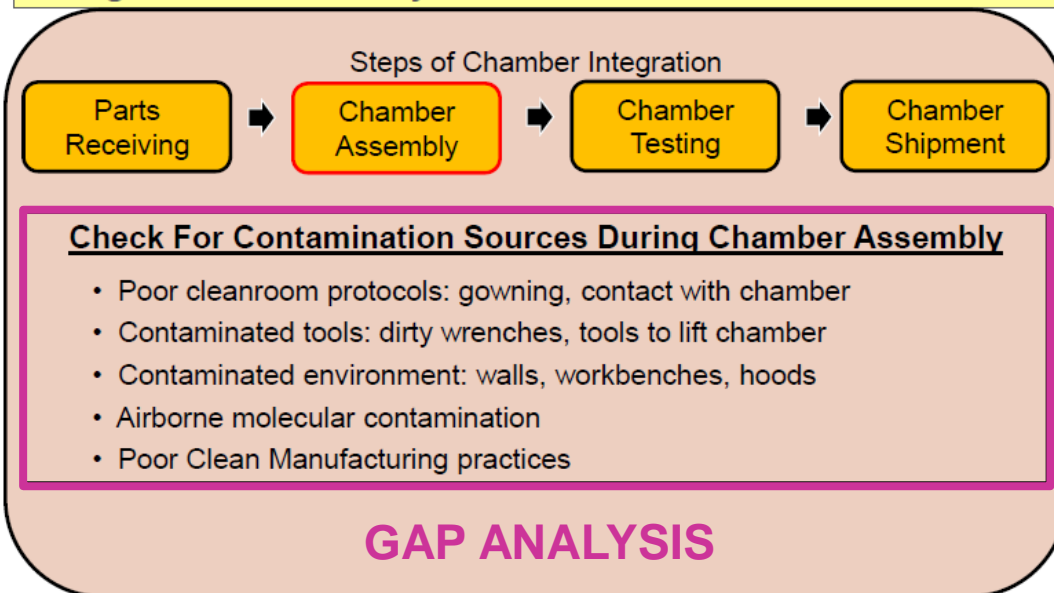 Steps of Chamber Integration
Parts
Receiving
Chamber
Assembly
Chamber
Testing
Chamber
Shipment
Check For Contamination Sources During Chamber Assembly
• Poor cleanroom protocols: gowning, contact with chamber
• Contaminated tools: dirty wrenches, tools to lift chamber
• Contaminated environment: walls, workbenches, hoods
• Airborne molecular contamination
• Poor Clean Manufacturing practices
GAP ANALYSIS